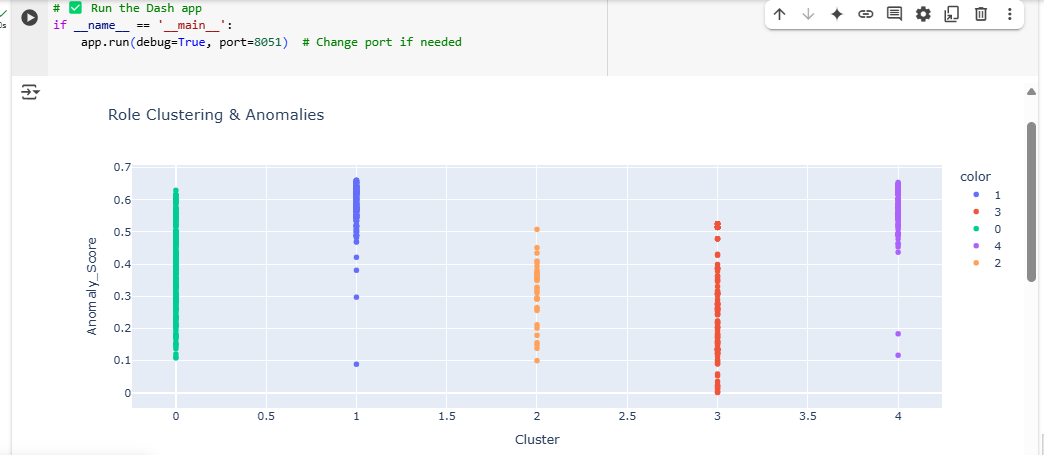 # ✅ Run the Dash app
if __name__ == '__main__':
    app.run(debug=True, port=8051)  # Change port if needed
Role Clustering & Anomalies
Anomaly_Score
0.7
0.6
0.5
0.4
0.3
0.2
0.1
0
0 0.5 1 1.5 2 2.5 3 3.5 4
Cluster
color
1
3
0
4
2